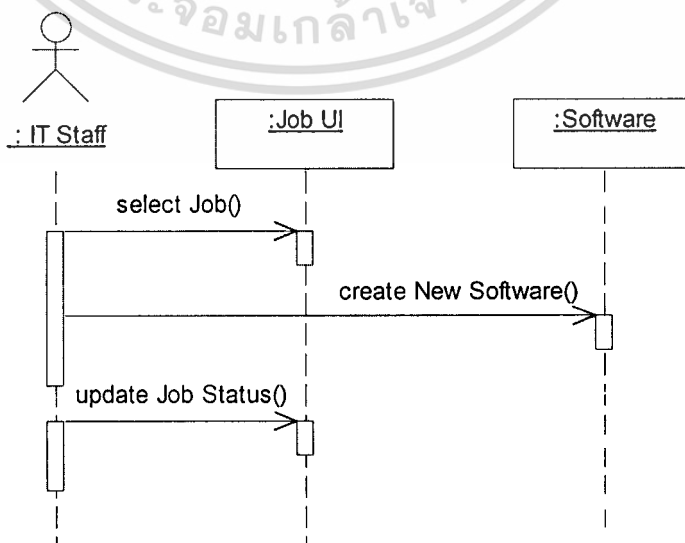 : IT Staff
:Job UI
:Software
select Job()
create New Software()
update Job Status()